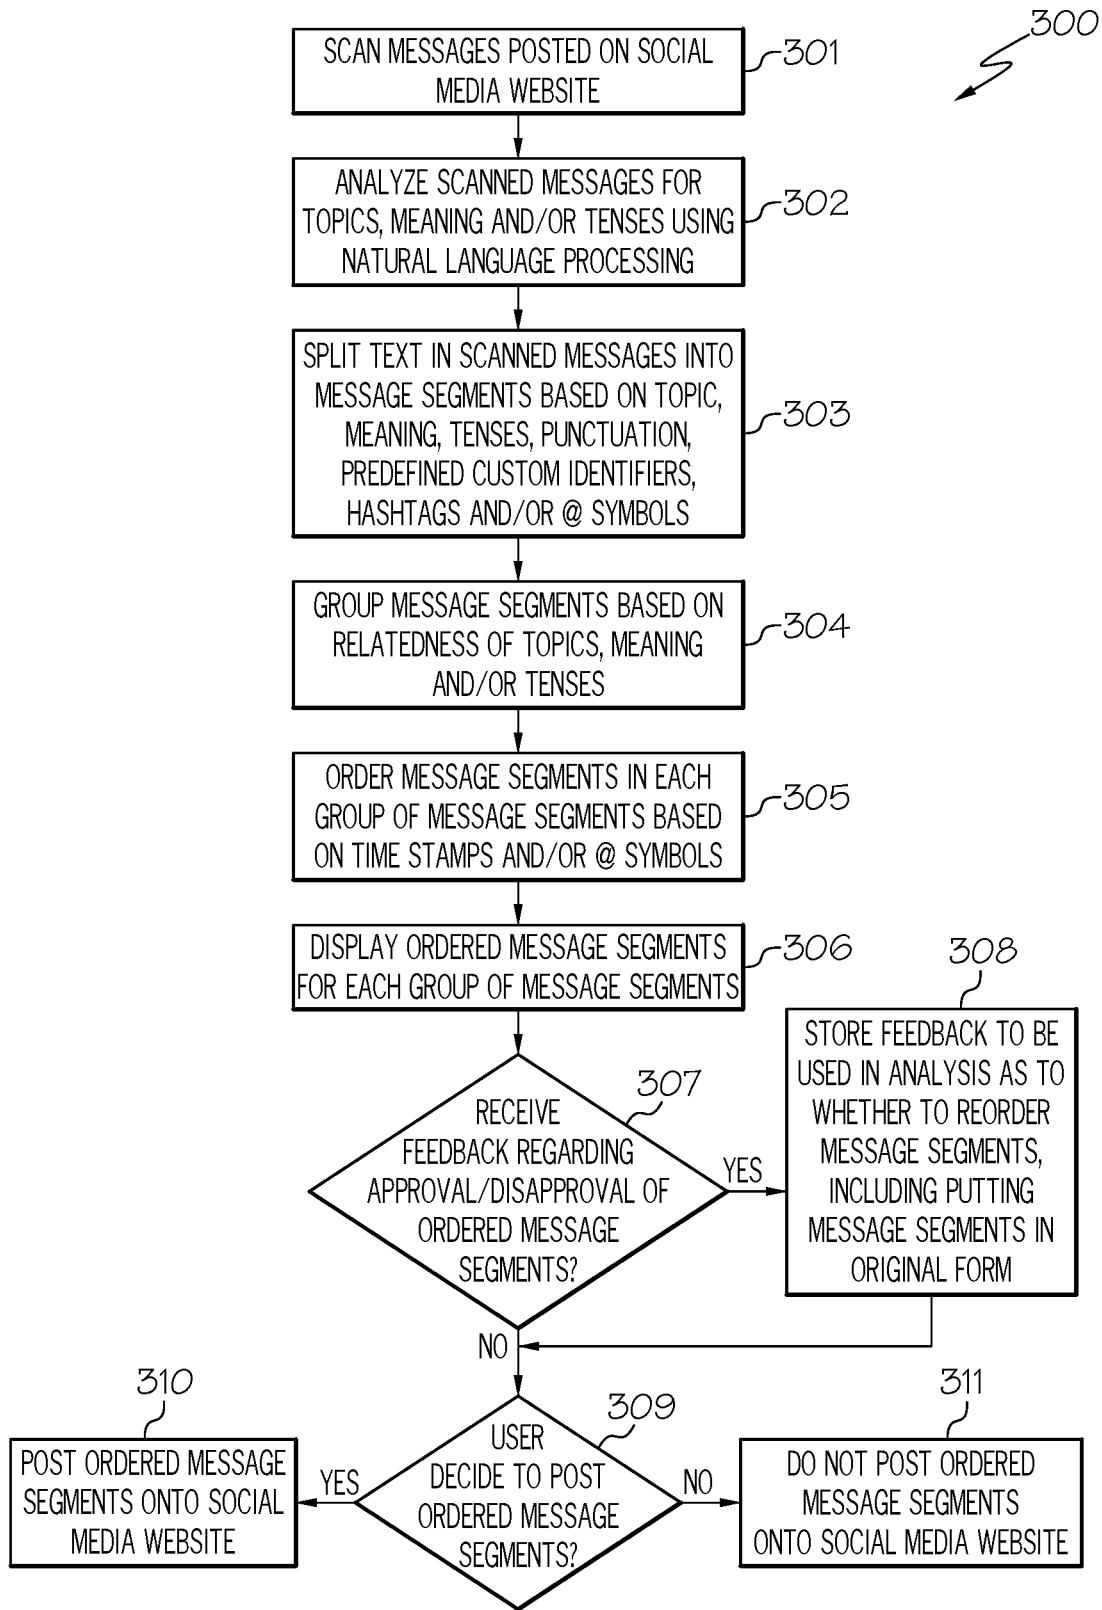 300
SCAN MESSAGES POSTED ON SOCIAL
MEDIA WEBSITE
301
ANALYZE SCANNED MESSAGES FOR
TOPICS, MEANING AND/OR TENSES USING
NATURAL LANGUAGE PROCESSING
302
SPLIT TEXT IN SCANNED MESSAGES INTO
MESSAGE SEGMENTS BASED ON TOPIC,
MEANING, TENSES, PUNCTUATION,
PREDEFINED CUSTOM IDENTIFIERS,
HASHTAGS AND/OR @ SYMBOLS
303
GROUP MESSAGE SEGMENTS BASED ON
RELATEDNESS OF TOPICS, MEANING
AND/OR TENSES
304
ORDER MESSAGE SEGMENTS IN EACH
GROUP OF MESSAGE SEGMENTS BASED
ON TIME STAMPS AND/OR @ SYMBOLS
305
DISPLAY ORDERED MESSAGE SEGMENTS
FOR EACH GROUP OF MESSAGE SEGMENTS
306
RECEIVE
FEEDBACK REGARDING
APPROVAL/DISAPPROVAL OF
ORDERED MESSAGE
SEGMENTS?
307
YES
308
STORE FEEDBACK TO BE
USED IN ANALYSIS AS TO
WHETHER TO REORDER
MESSAGE SEGMENTS,
INCLUDING PUTTING
MESSAGE SEGMENTS IN
ORIGINAL FORM
NO
USER
DECIDE TO POST
ORDERED MESSAGE
SEGMENTS?
309
YES
310
POST ORDERED MESSAGE
SEGMENTS ONTO SOCIAL
MEDIA WEBSITE
NO
311
DO NOT POST ORDERED
MESSAGE SEGMENTS
ONTO SOCIAL MEDIA WEBSITE